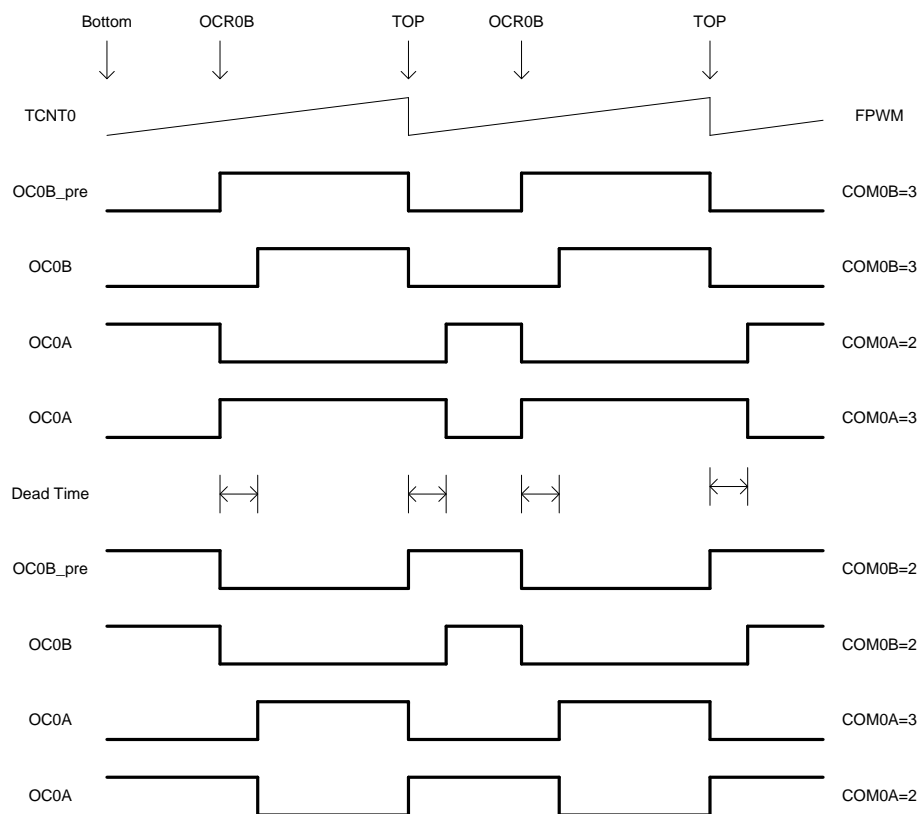 Bottom OCR0B TOP OCR0B TOP
TCNT0 FPWM
OC0B_pre COM0B=3
OC0B COM0B=3
OC0A COM0A=2
OC0A COM0A=3
Dead Time
OC0B_pre COM0B=2
OC0B COM0B=2
OC0A COM0A=3
OC0A COM0A=2